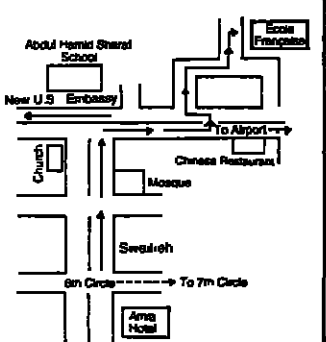 Ecole
Française
Abdul Hamid Sharaf
School
New U.S Embassy
To Airport
Church
Chinese Restaurant
Mosque
Sweifieh
6th Circle
To 7th Circle
Amra
Hotel